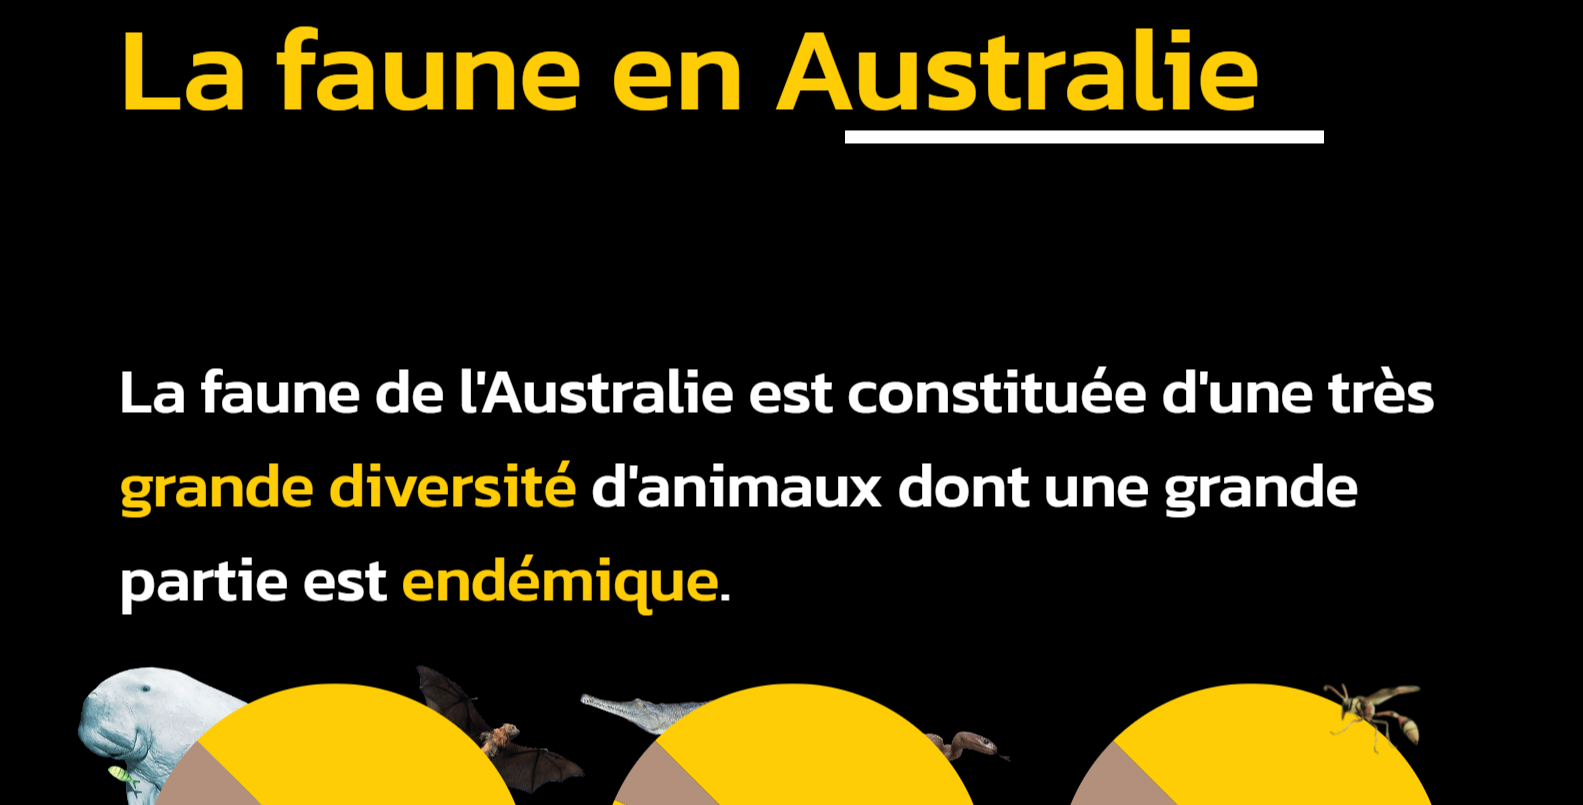 La faune en Australie
La faune de l'Australie est constituée d'une très
grande diversité d'animaux dont une grande
partie est endémique.